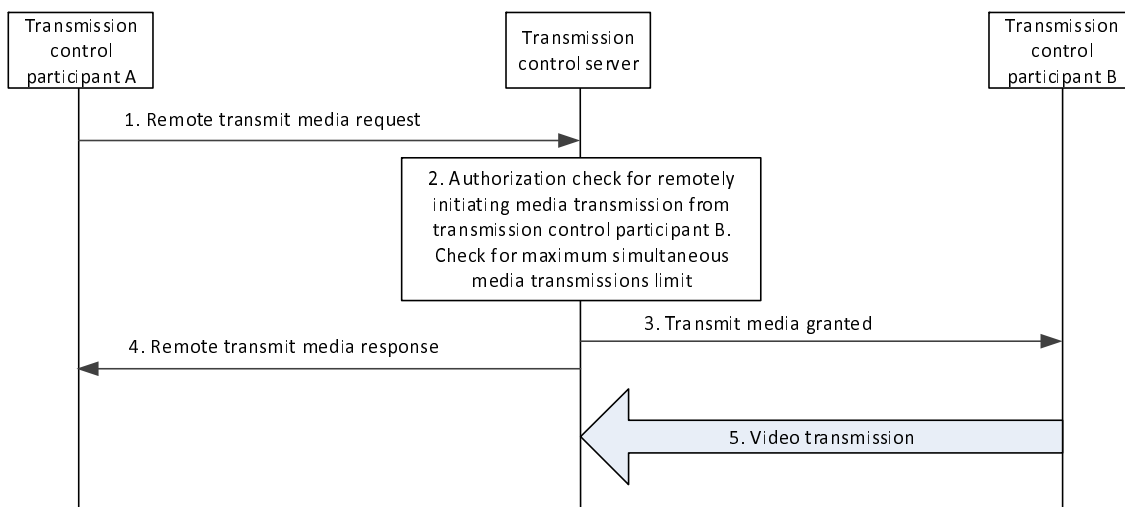 Transmission
control
participant A
Transmission
control server
Transmission
control
participant B
1. Remote transmit media request
2. Authorization check for remotely
initiating media transmission from
transmission control participant B.
Check for maximum simultaneous
media transmissions limit
3. Transmit media granted
4. Remote transmit media response
5. Video transmission